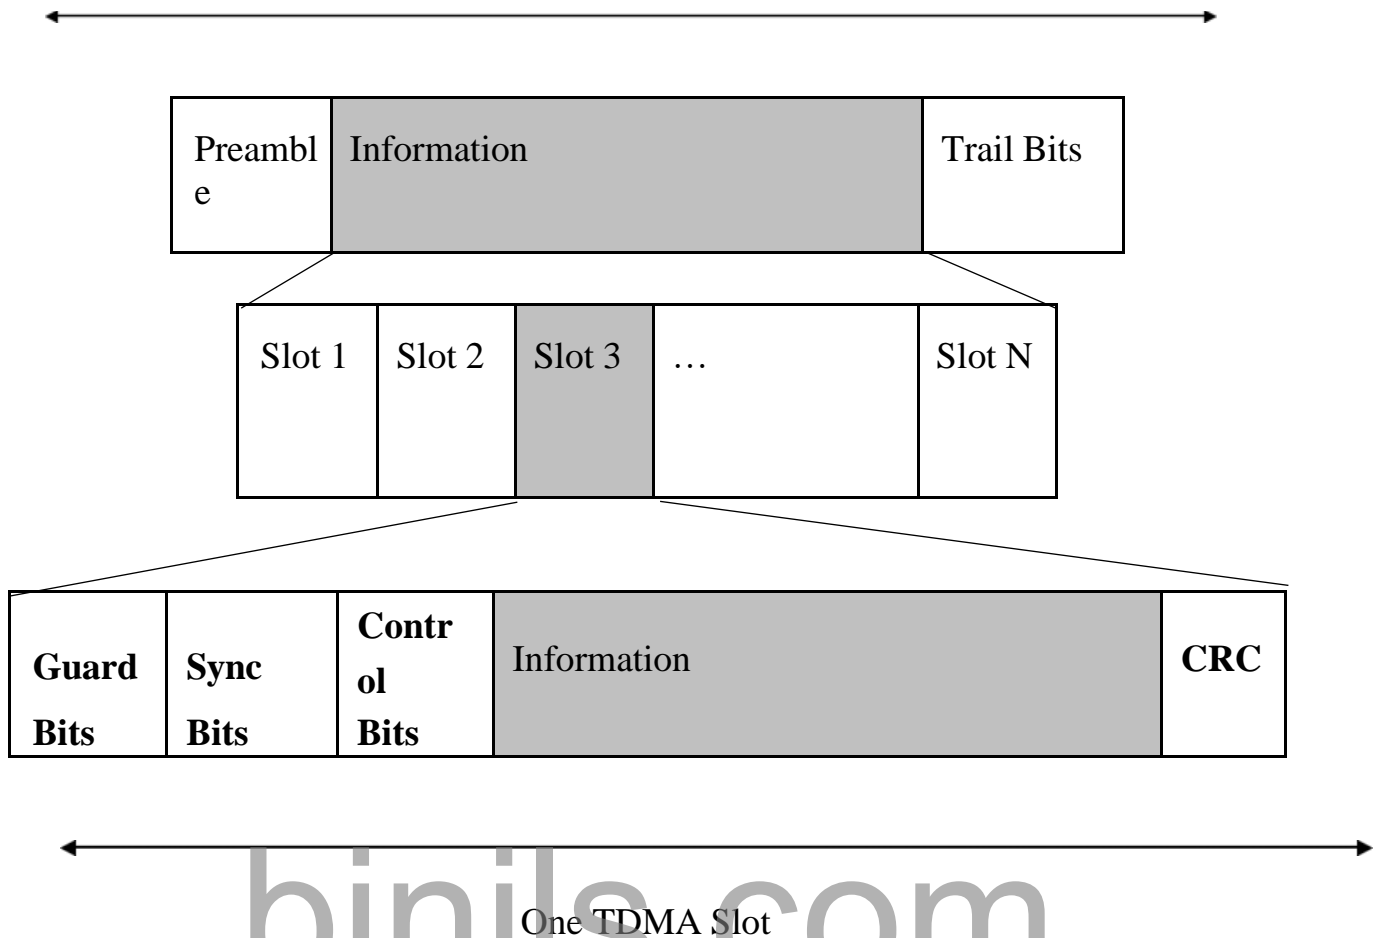 Preambl
e
Information
Trail Bits
Slot 1
Slot 2
Slot 3
…
Slot N
Guard
Bits
Sync
Bits
Contr
ol
Bits
Information
CRC
binils.com
One TDMA Slot